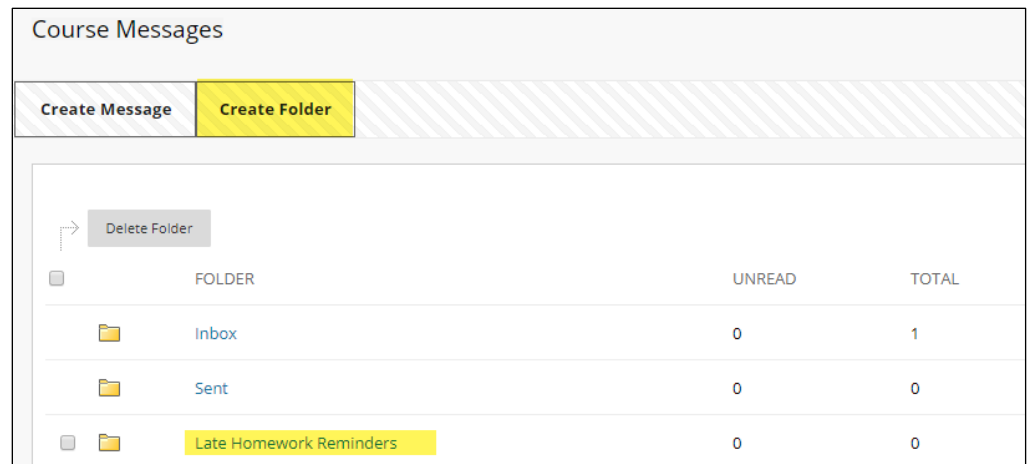 Course Messages
Create Message Create Folder
Delete Folder
FOLDER UNREAD TOTAL
Inbox 0 1
Sent 0 0
Late Homework Reminders 0 0